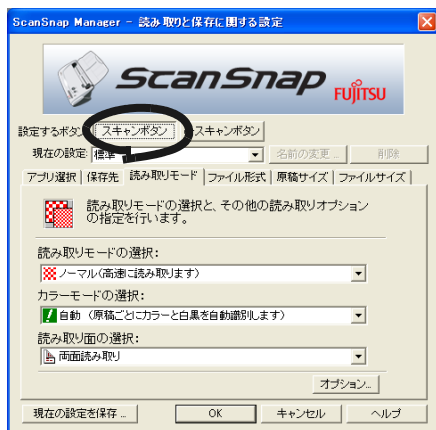 ScanSnap Manager - 読み取りと保存に関する設定
ScanSnap
FUJITSU
設定するボタン スキャンボタン スキャンボタン
現在の設定: 標準 名前の変更... 削除
アプリ選択 保存先 読み取りモード ファイル形式 原稿サイズ ファイルサイズ
読み取りモードの選択と、その他の読み取りオプション
の指定を行います。
読み取りモードの選択:
ノーマル(高速に読み取ります)
カラーモードの選択:
自動 (原稿ごとにカラーと白黒を自動識別します)
読み取り面の選択:
両面読み取り
オプション...
現在の設定を保存... OK キャンセル ヘルプ